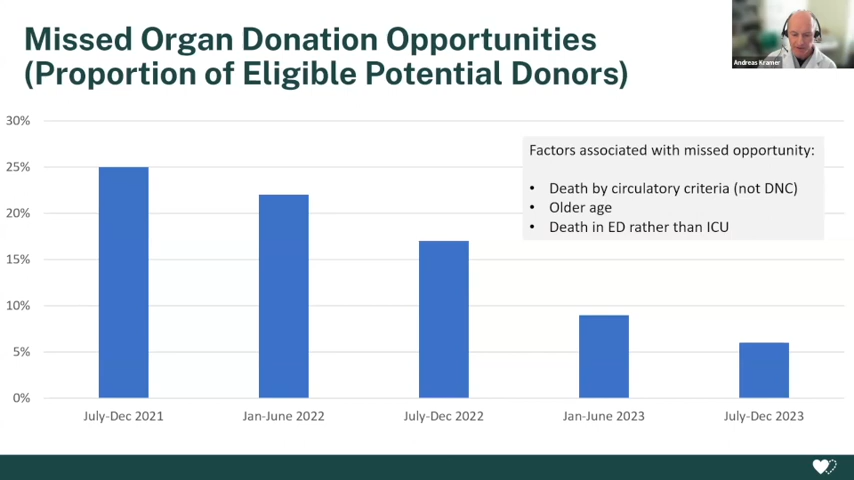 Missed Organ Donation Opportunities
(Proportion of Eligible Potential Donors)
Andreas Kramer
30%
25%
20%
15%
10%
5%
0%
Factors associated with missed opportunity:
• Death by circulatory criteria (not DNC)
• Older age
• Death in ED rather than ICU
July-Dec 2021
Jan-June 2022
July-Dec 2022
Jan-June 2023
July-Dec 2023